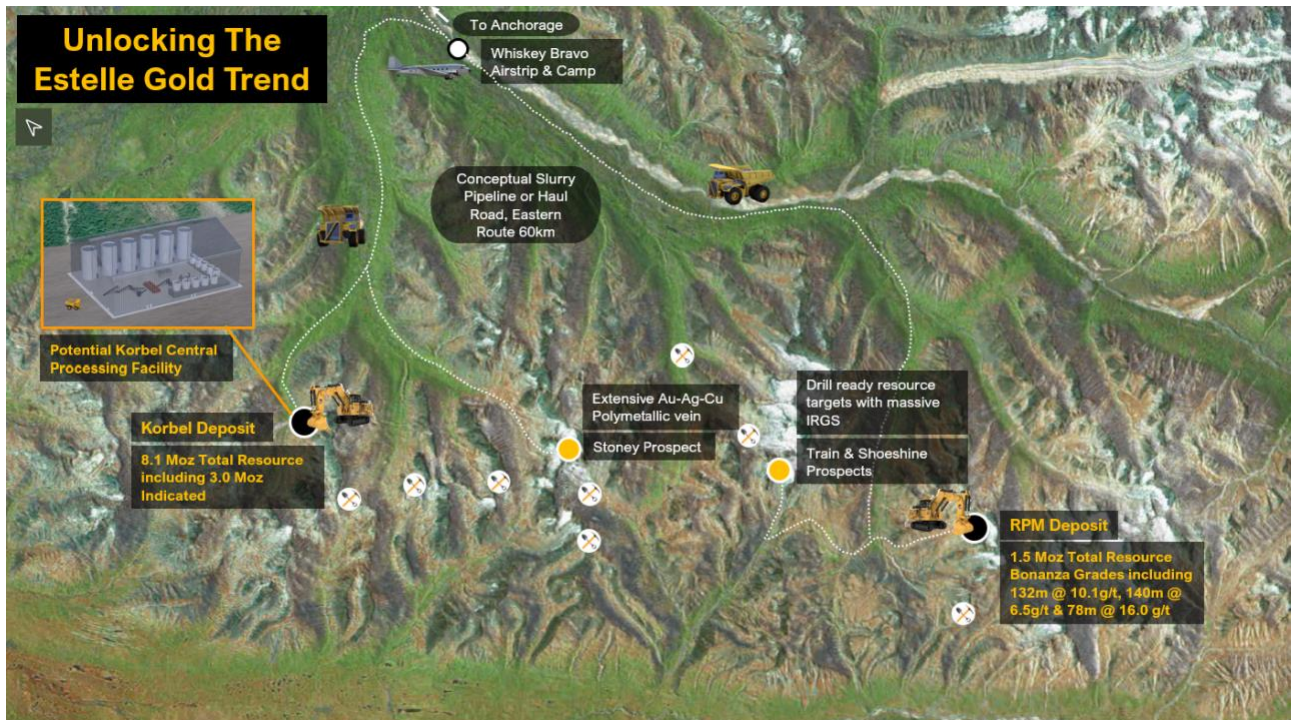 Unlocking The
Estelle Gold Trend
To Anchorage
Whiskey Bravo
Airstrip & Camp
Conceptual Slurry
Pipeline or Haul
Road, Eastern
Route 60km
Potential Korbel Central
Processing Facility
Korbel Deposit
8.1 Moz Total Resource
including 3.0 Moz
Indicated
Extensive Au-Ag-Cu
Polymetallic vein
Stoney Prospect
Drill ready resource
targets with massive
IRGS
Train & Shoeshine
Prospects
RPM Deposit
1.5 Moz Total Resource
Bonanza Grades including
132m @ 10.1g/t, 140m @
6.5g/t & 78m @ 16.0 g/t